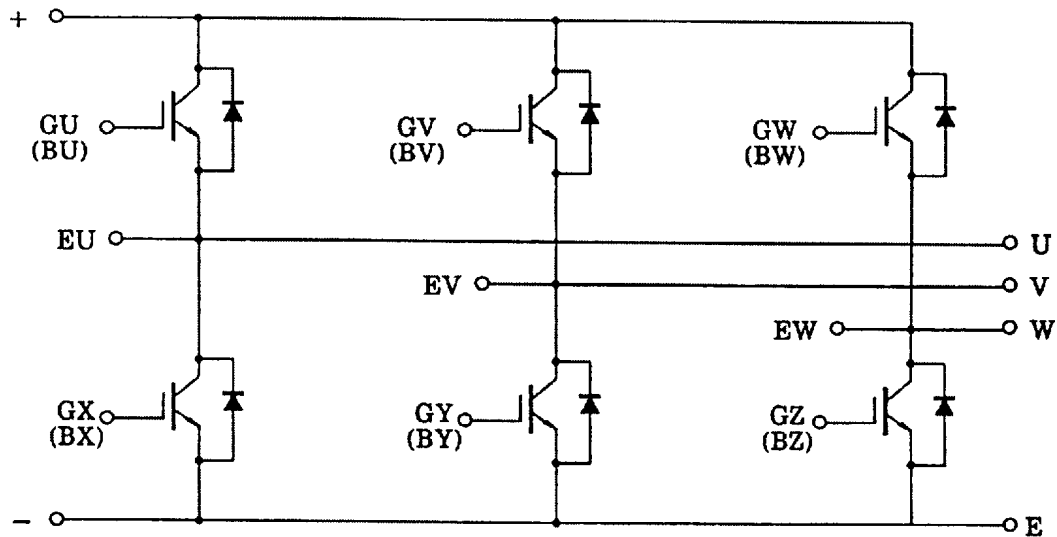 +
GU
(BU)
GV
(BV)
GW
(BW)
EU
U
EV
V
EW
W
GX
(BX)
GY
(BY)
GZ
(BZ)
−
E